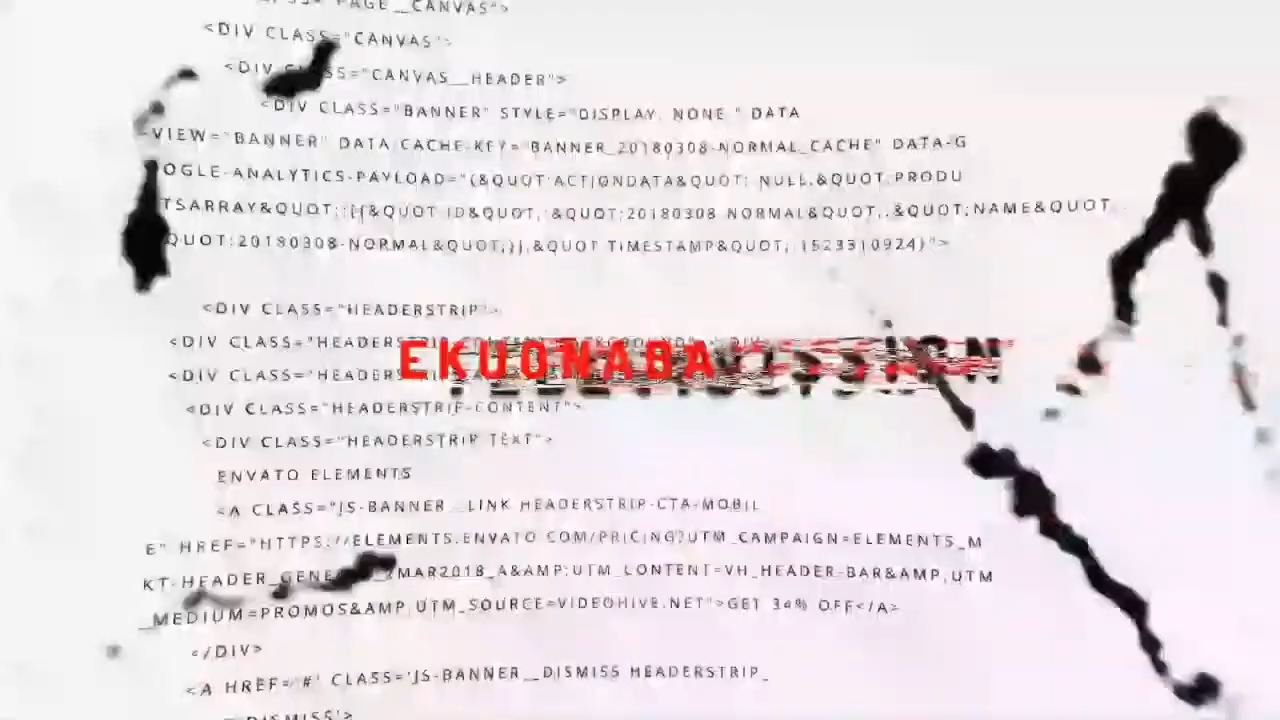 PAGE__CANVAS">
<DIV CLASS="CANVAS">
<DIV CLASS="CANVAS__HEADER">
<DIV CLASS="BANNER" STYLE="DISPLAY: NONE;" DATA
-VIEW="BANNER" DATA-CACHE-KEY="BANNER_20180308-NORMAL_CACHE" DATA-G
OGLE-ANALYTICS-PAYLOAD="{&QUOT;ACTIONDATA&QUOT;: NULL,&QUOT;PRODU
TSARRAY&QUOT;:[{&QUOT;ID&QUOT;:&QUOT;20180308-NORMAL&QUOT;,&QUOT;NAME&QUOT;
QUOT;20180308-NORMAL&QUOT;}],&QUOT;TIMESTAMP&QUOT;:1523310924}">
<DIV CLASS="HEADERSTRIP">
<DIV CLASS="HEADERS
EKUONABA
<DIV CLASS="HEADERS
<DIV CLASS="HEADERSTRIP-CONTENT">
<DIV CLASS="HEADERSTRIP TEXT">
ENVATO ELEMENTS
<A CLASS="JS-BANNER__LINK HEADERSTRIP-CTA-MOBIL
E" HREF="HTTPS://ELEMENTS.ENVATO.COM/PRICING?UTM_CAMPAIGN=ELEMENTS_M
KT-HEADER_GENE MAR2018_A&AMP;UTM_CONTENT=VH_HEADER-BAR&AMP;UTM
_MEDIUM=PROMOS&AMP;UTM_SOURCE=VIDEOHIVE.NET">GET 34% OFF</A>
</DIV>
<A HREF='#' CLASS='JS-BANNER__DISMISS HEADERSTRIP_
DISMISS'>